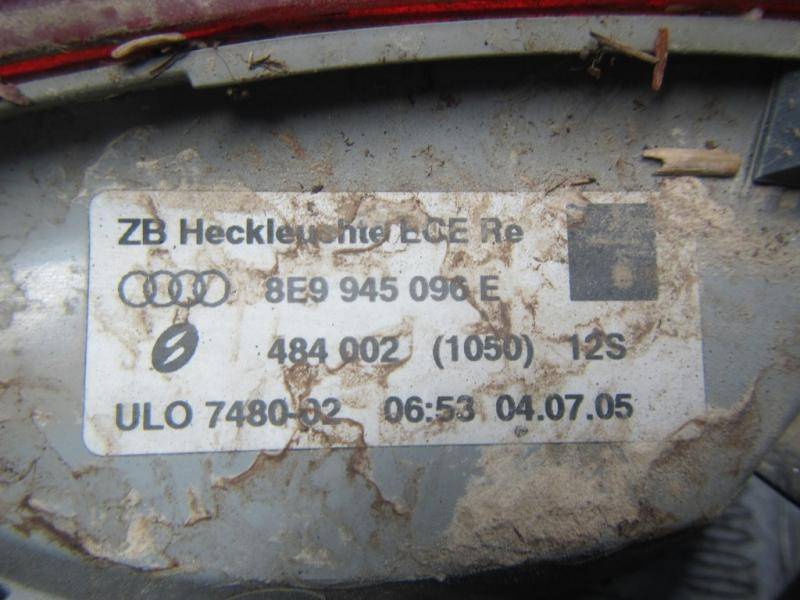 ZB Heckleuchte ECE Re
8E9 945 096 E
484 002 (1050) 12S
ULO 7480-02 06:53 04.07.05